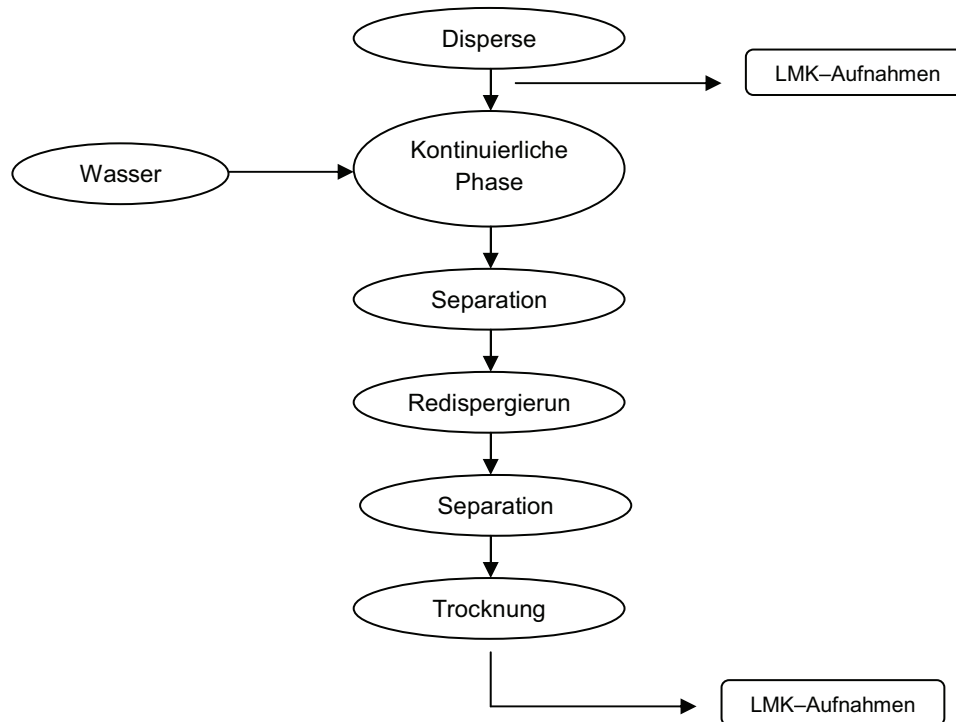 Disperse
LMK–Aufnahmen
Kontinuierliche
Phase
Wasser
Separation
Redispergierun
Separation
Trocknung
LMK–Aufnahmen